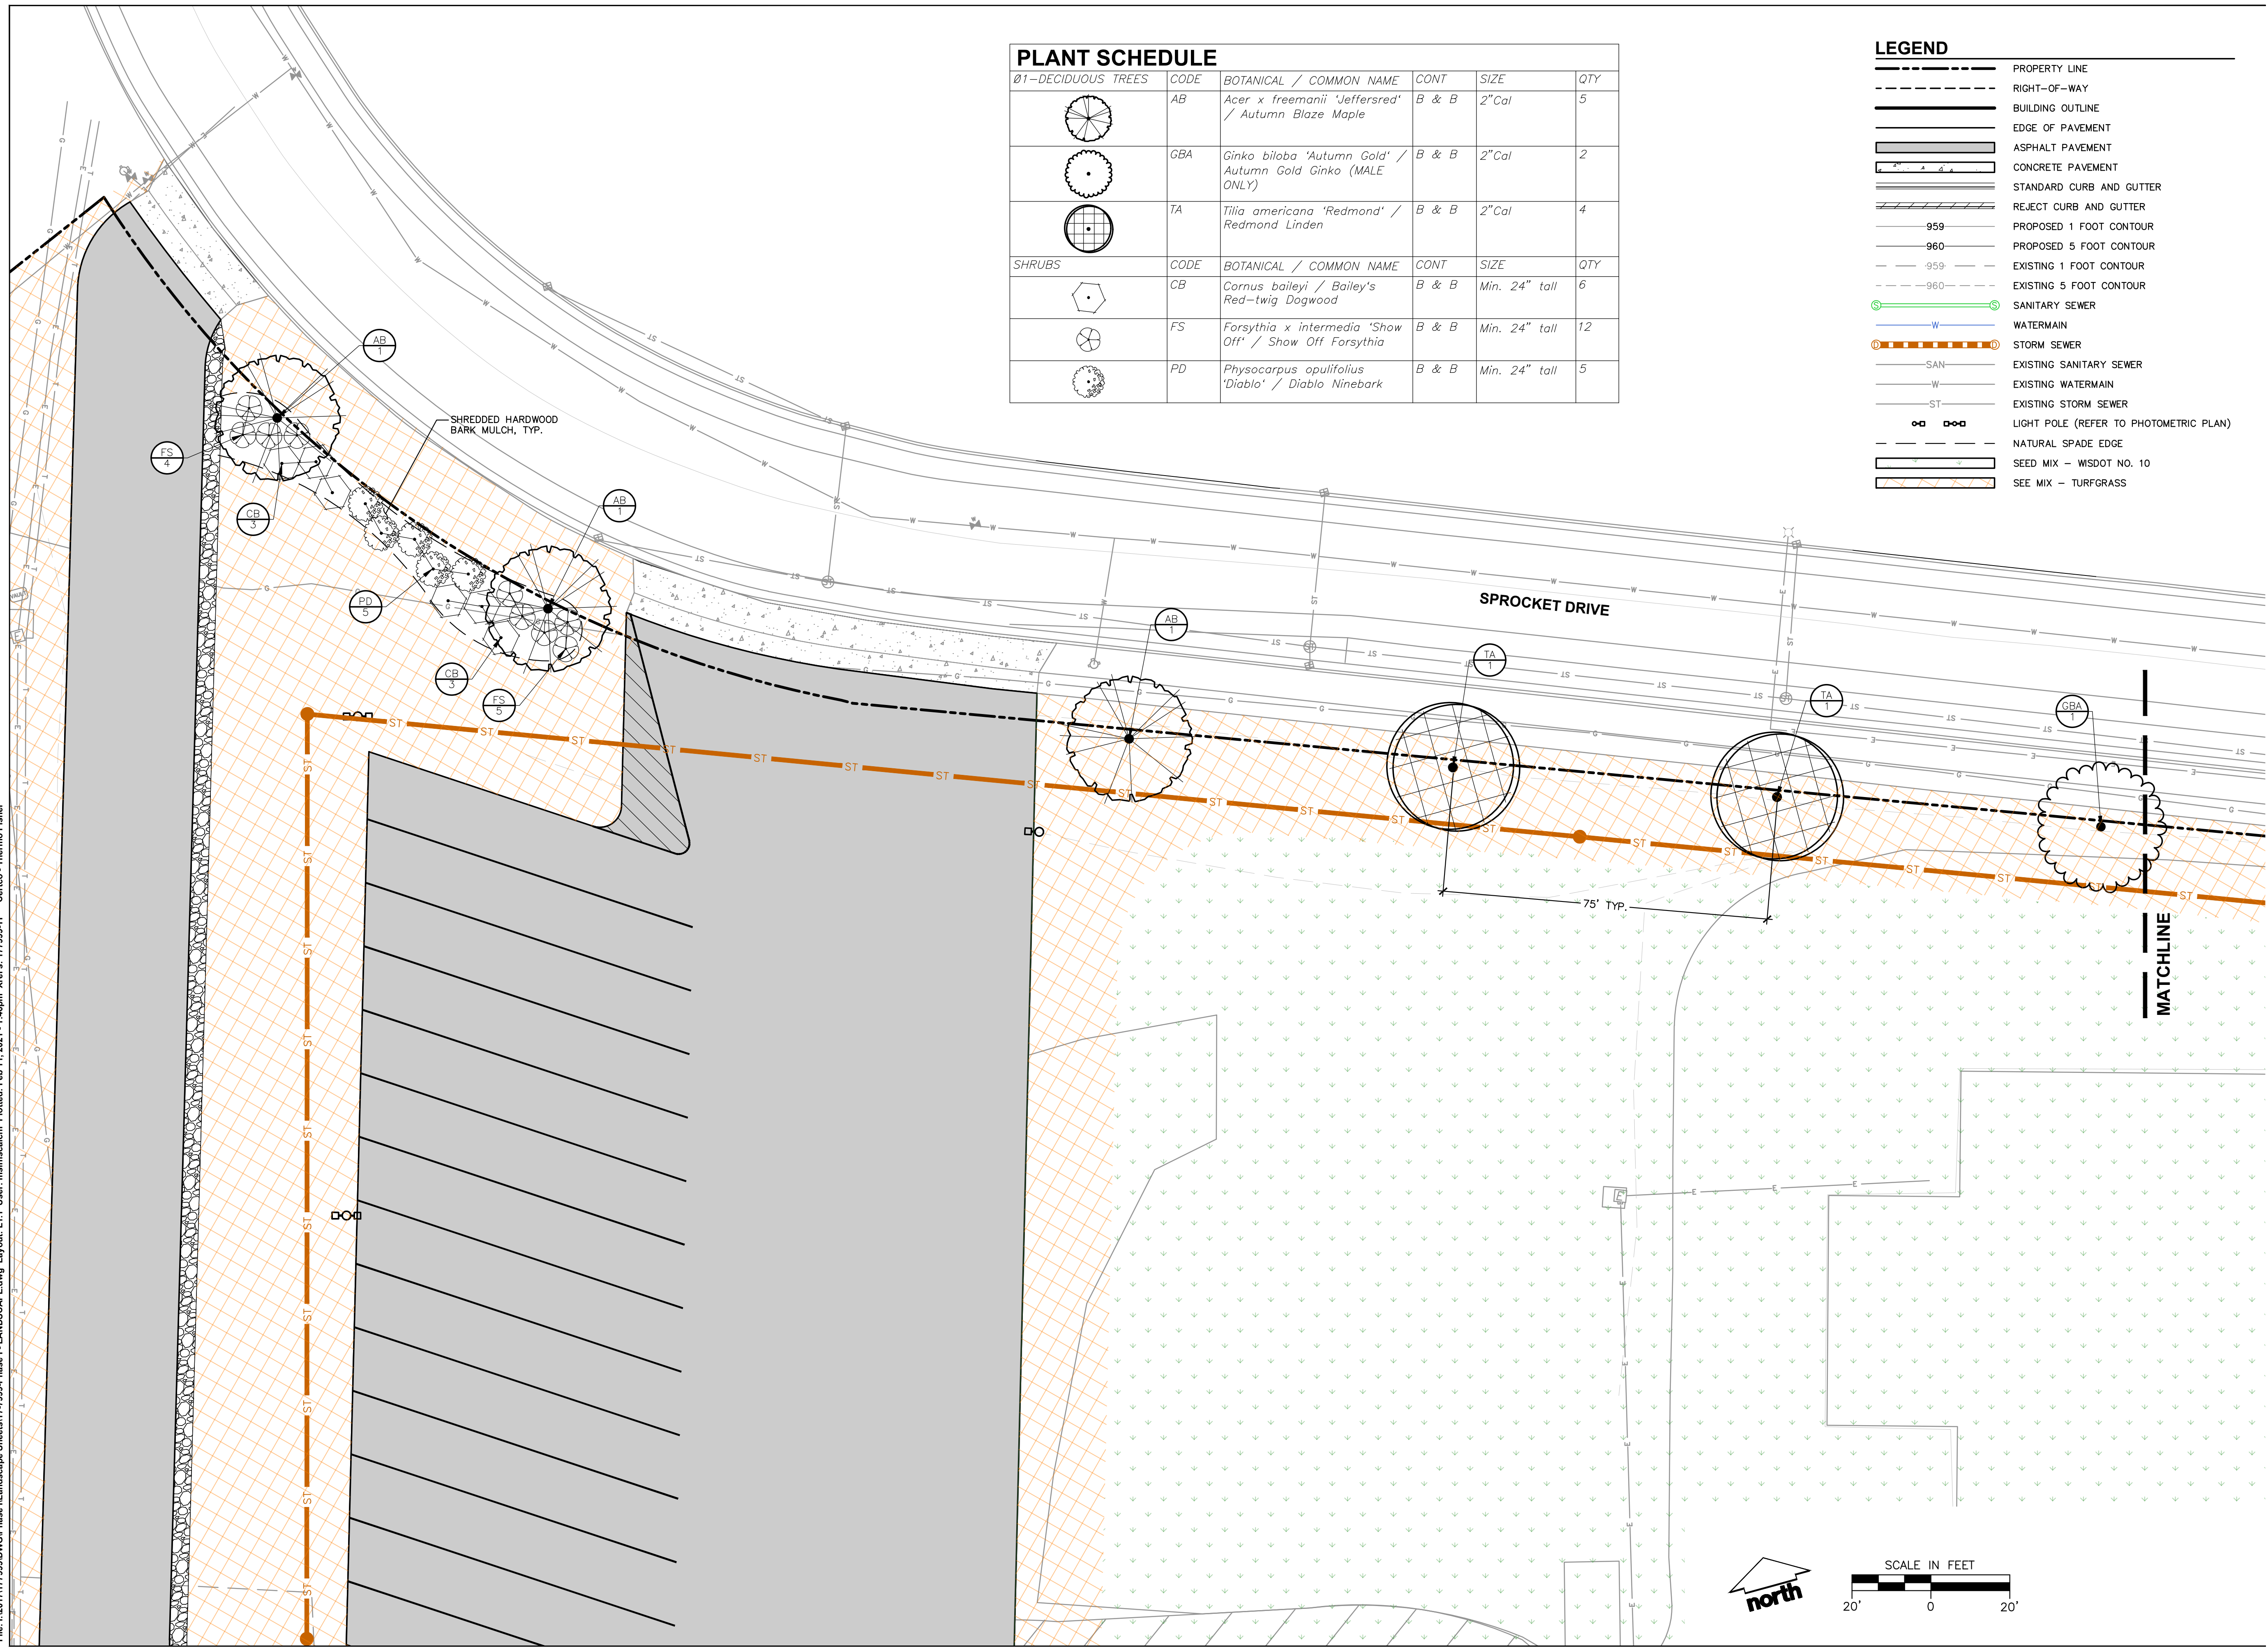 PLANT SCHEDULE
Ø1-DECIDUOUS TREES CODE BOTANICAL / COMMON NAME CONT SIZE QTY
AB Acer x freemanii 'Jeffersred' B & B 2"Cal 5
/ Autumn Blaze Maple
GBA Ginko biloba 'Autumn Gold' / B & B 2"Cal 2
Autumn Gold Ginko (MALE
ONLY)
TA Tilia americana 'Redmond' / B & B 2"Cal 4
Redmond Linden
SHRUBS CODE BOTANICAL / COMMON NAME CONT SIZE QTY
CB Cornus baileyi / Bailey's B & B Min. 24" tall 6
Red-twig Dogwood
FS Forsythia x intermedia 'Show B & B Min. 24" tall 12
Off' / Show Off Forsythia
PD Physocarpus opulifolius B & B Min. 24" tall 5
'Diablo' / Diablo Ninebark
LEGEND
PROPERTY LINE
RIGHT-OF-WAY
BUILDING OUTLINE
EDGE OF PAVEMENT
ASPHALT PAVEMENT
CONCRETE PAVEMENT
STANDARD CURB AND GUTTER
REJECT CURB AND GUTTER
959 PROPOSED 1 FOOT CONTOUR
960 PROPOSED 5 FOOT CONTOUR
959 EXISTING 1 FOOT CONTOUR
960 EXISTING 5 FOOT CONTOUR
S S SANITARY SEWER
W WATERMAIN
D D STORM SEWER
SAN EXISTING SANITARY SEWER
W EXISTING WATERMAIN
ST EXISTING STORM SEWER
LIGHT POLE (REFER TO PHOTOMETRIC PLAN)
NATURAL SPADE EDGE
SEED MIX - WISDOT NO. 10
SEE MIX - TURFGRASS
AB
1
SHREDDED HARDWOOD
BARK MULCH, TYP.
FS
4
CB
3
AB
1
PD
5
CB
3
FS
5
VAULT
AB
1
SPROCKET DRIVE
TA
1
TA
1
GBA
1
75' TYP.
MATCHLINE
north
SCALE IN FEET
20' 0 20'